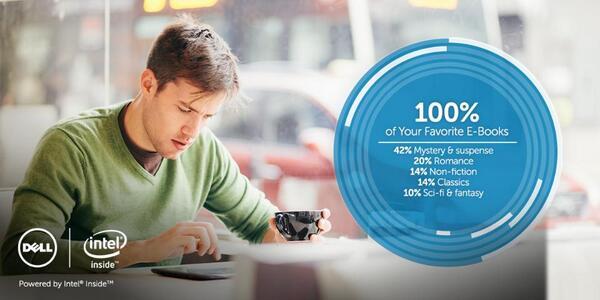 100%
of Your Favorite E-Books
42% Mystery & suspense
20% Romance
14% Non-fiction
14% Classics
10% Sci-fi & fantasy
DELL
intel
inside™
Powered by Intel® Inside™